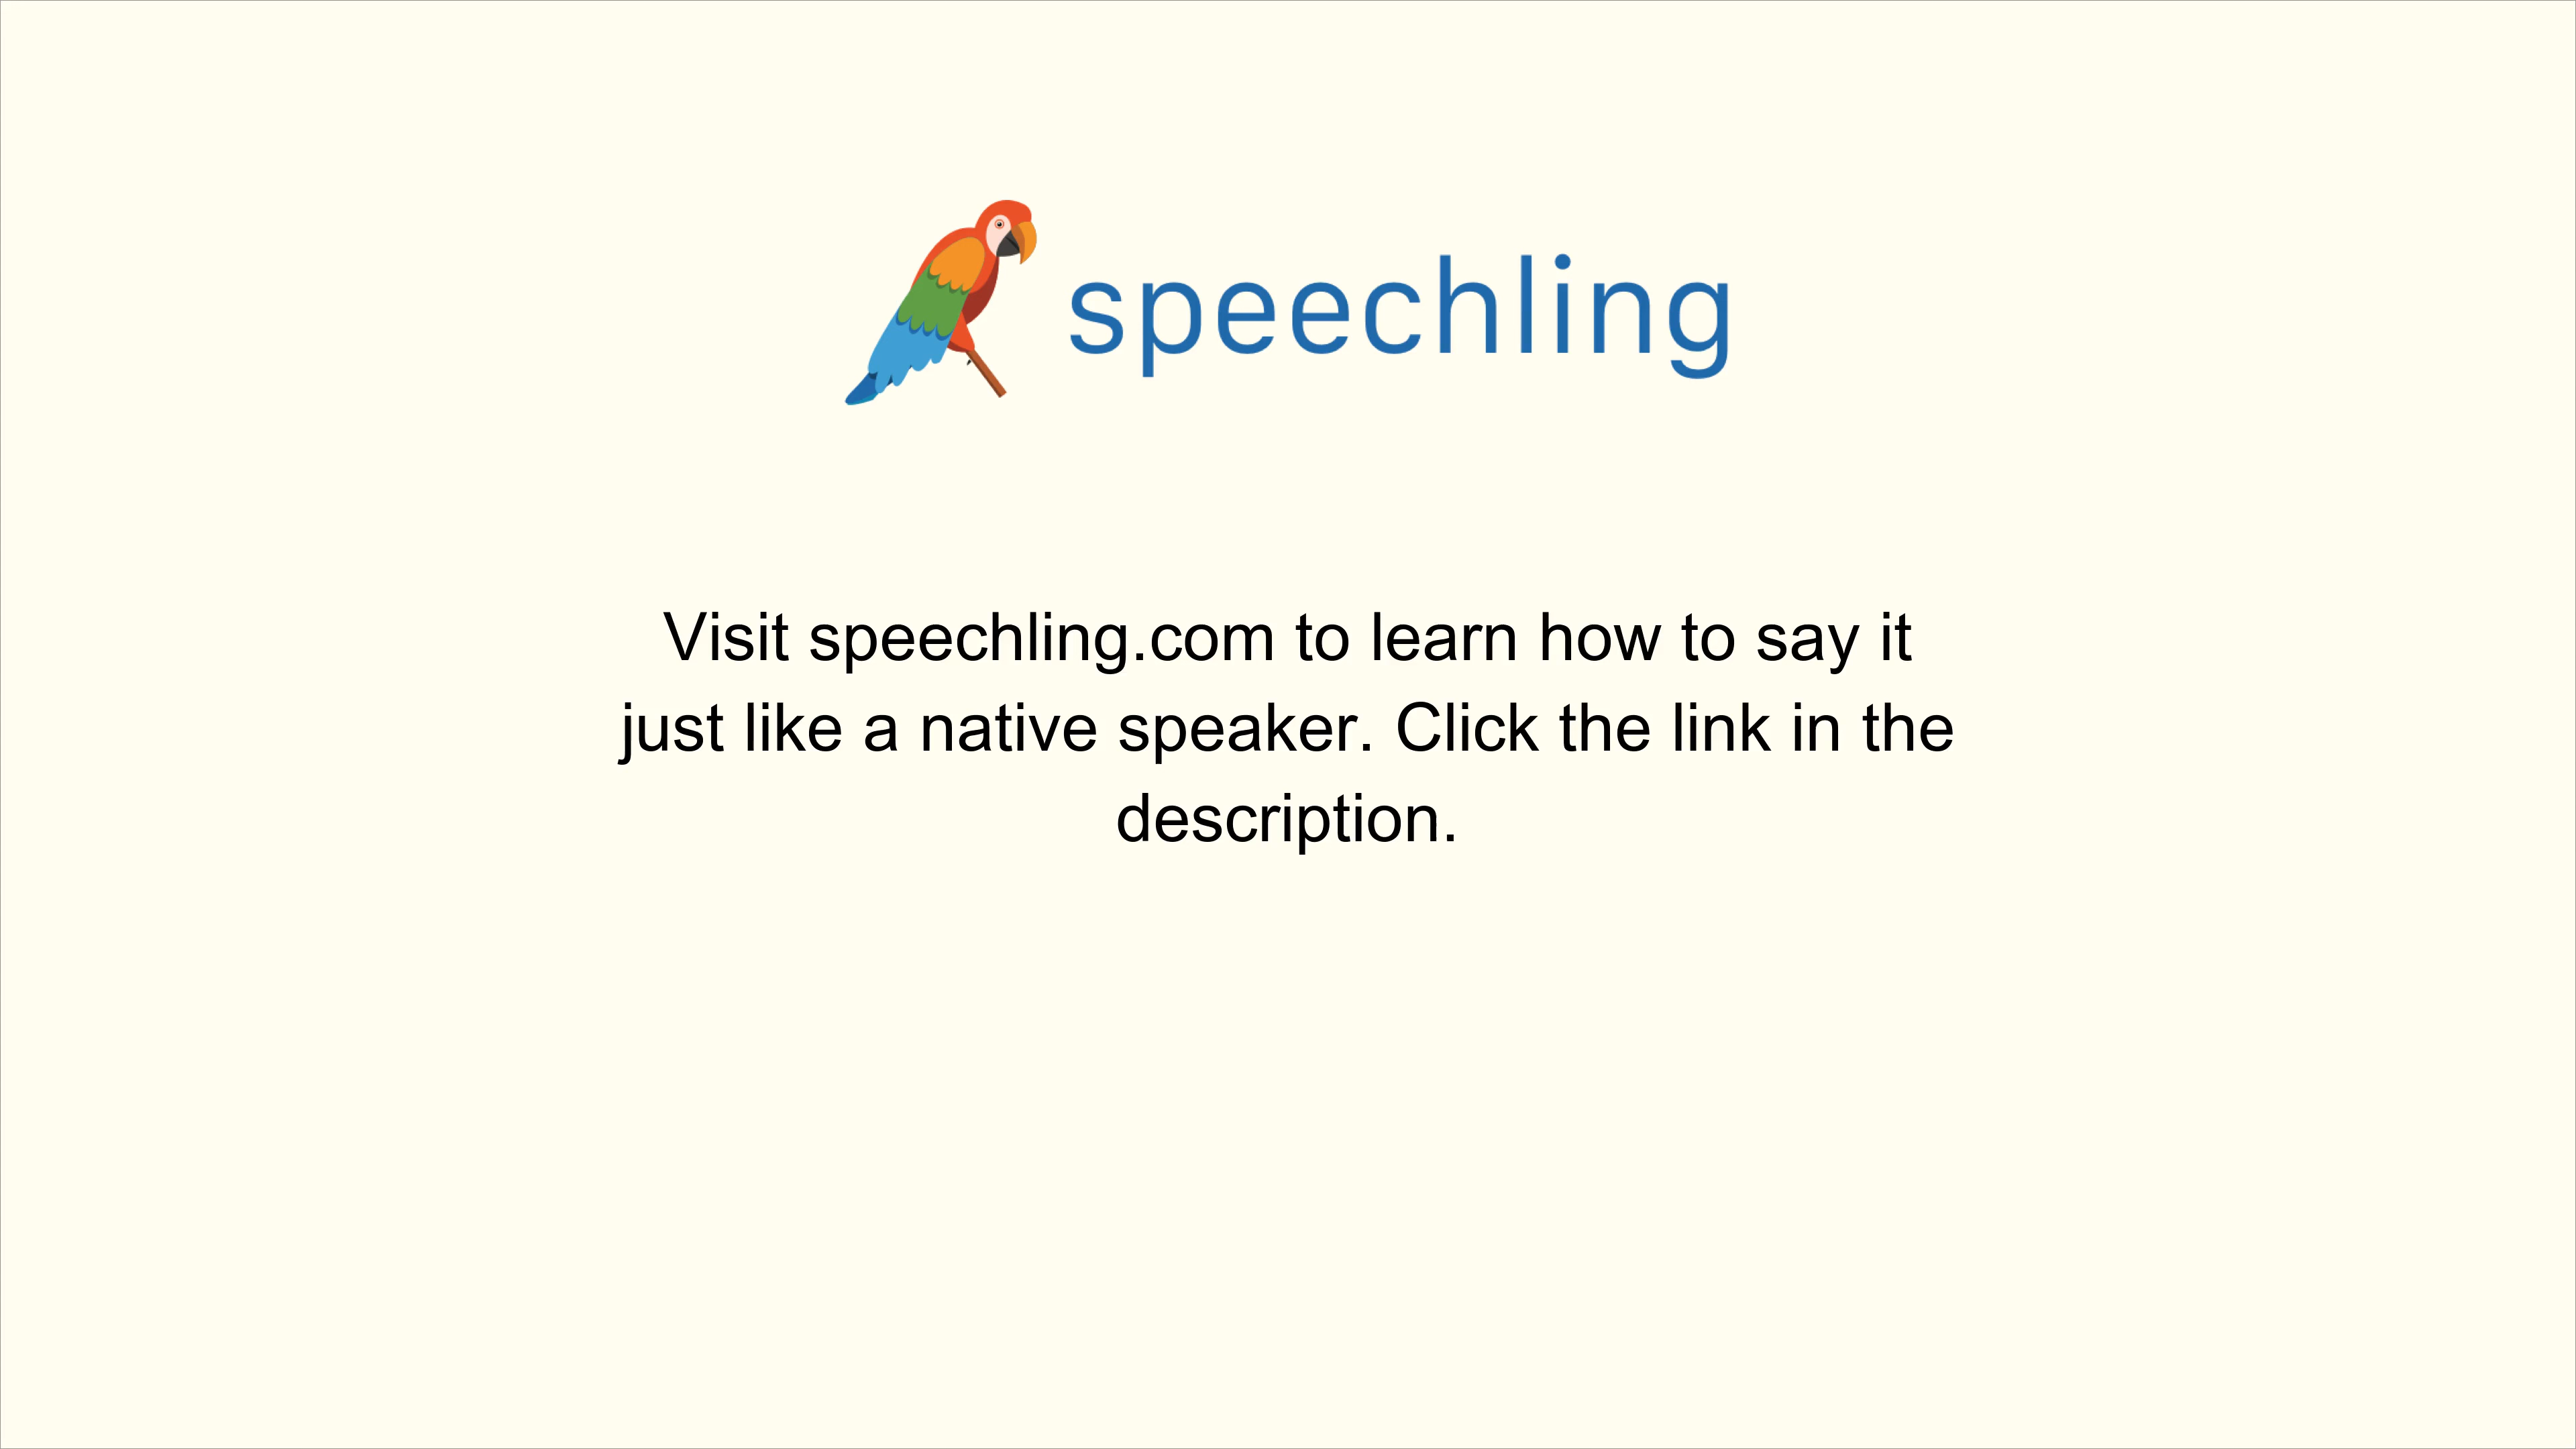 speechling
Visit speechling.com to learn how to say it
just like a native speaker. Click the link in the
description.